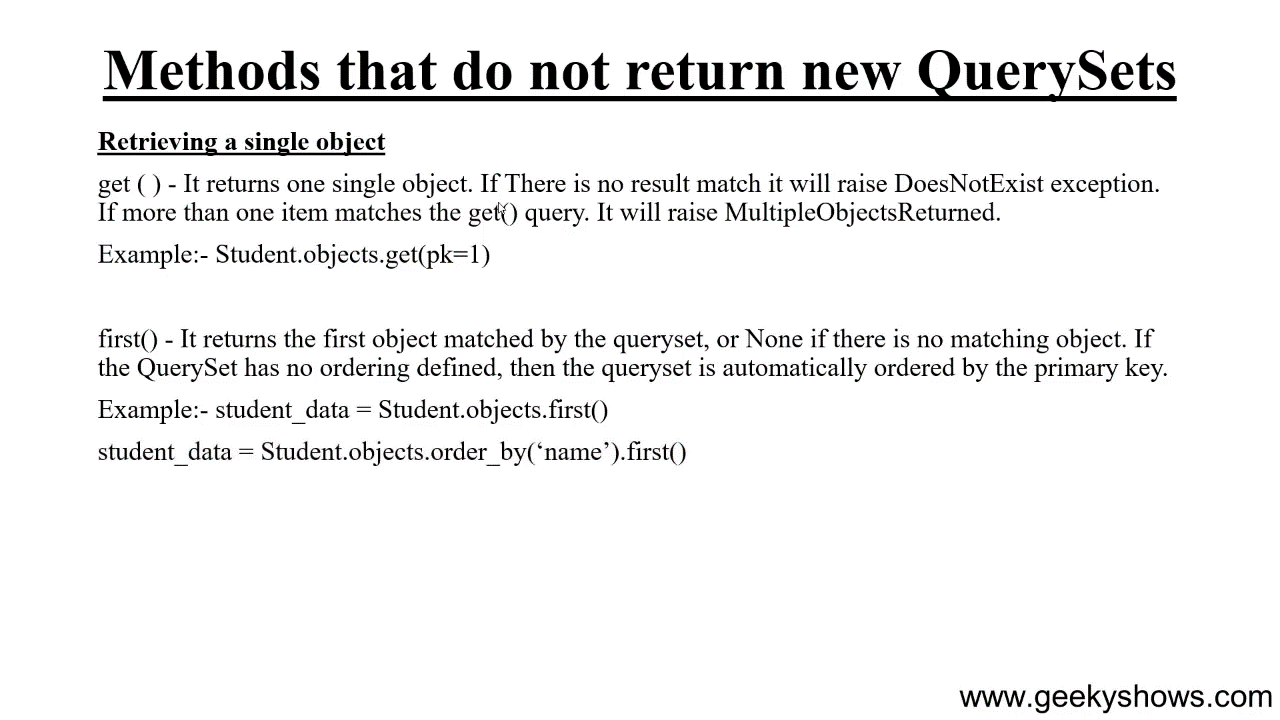 Methods that do not return new QuerySets
Retrieving a single object
get ( ) - It returns one single object. If There is no result match it will raise DoesNotExist exception.
If more than one item matches the get() query. It will raise MultipleObjectsReturned.
Example:- Student.objects.get(pk=1)
first() - It returns the first object matched by the queryset, or None if there is no matching object. If
the QuerySet has no ordering defined, then the queryset is automatically ordered by the primary key.
Example:- student_data = Student.objects.first()
student_data = Student.objects.order_by(‘name’).first()
www.geekyshows.com